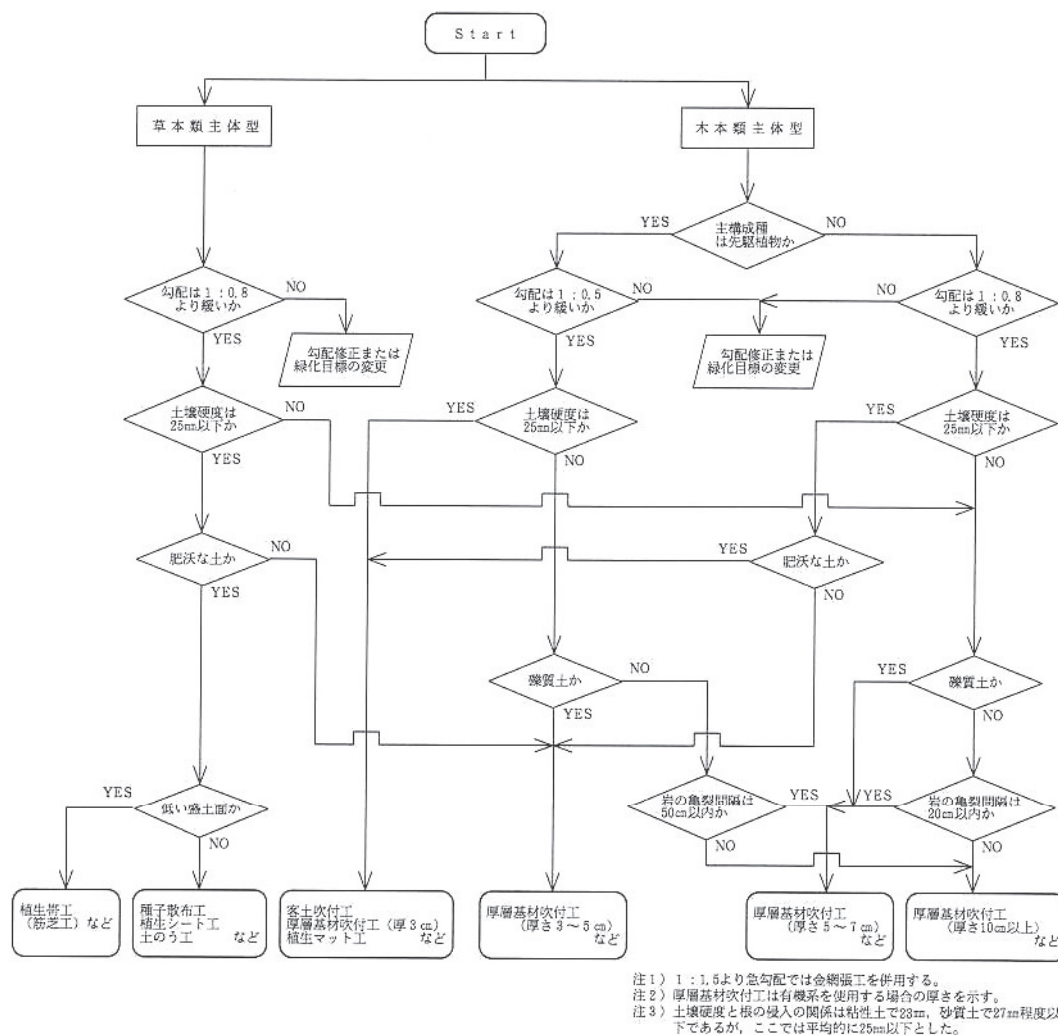 Start
草本類主体型
木本類主体型
主構成種
は先駆植物か
YES
NO
勾配は1：0.8
より緩いか
NO
YES
勾配修正または
緑化目標の変更
勾配は1：0.5
より緩いか
NO
YES
勾配は1：0.8
より緩いか
NO
YES
勾配修正または
緑化目標の変更
土壌硬度は
25㎜以下か
NO
YES
土壌硬度は
25㎜以下か
YES
NO
土壌硬度は
25㎜以下か
YES
NO
肥沃な土か
NO
YES
肥沃な土か
YES
NO
礫質土か
NO
YES
礫質土か
YES
NO
低い盛土面か
YES
NO
岩の亀裂間隔は
50㎝以内か
YES
NO
岩の亀裂間隔は
20㎝以内か
YES
NO
植生帯工
（筋芝工）など
種子散布工
植生シート工
土のう工　など
客土吹付工
厚層基材吹付工（厚3㎝）
植生マット工　など
厚層基材吹付工
（厚さ3～5㎝）
など
厚層基材吹付工
（厚さ5～7㎝）
など
厚層基材吹付工
（厚さ10㎝以上）
など
注1）1：1.5より急勾配では金網張工を併用する。
注2）厚層基材吹付工は有機系を使用する場合の厚さを示す。
注3）土壌硬度と根の侵入の関係は粘性土で23㎜，砂質土で27㎜程度以
下であるが，ここでは平均的に25㎜以下とした。